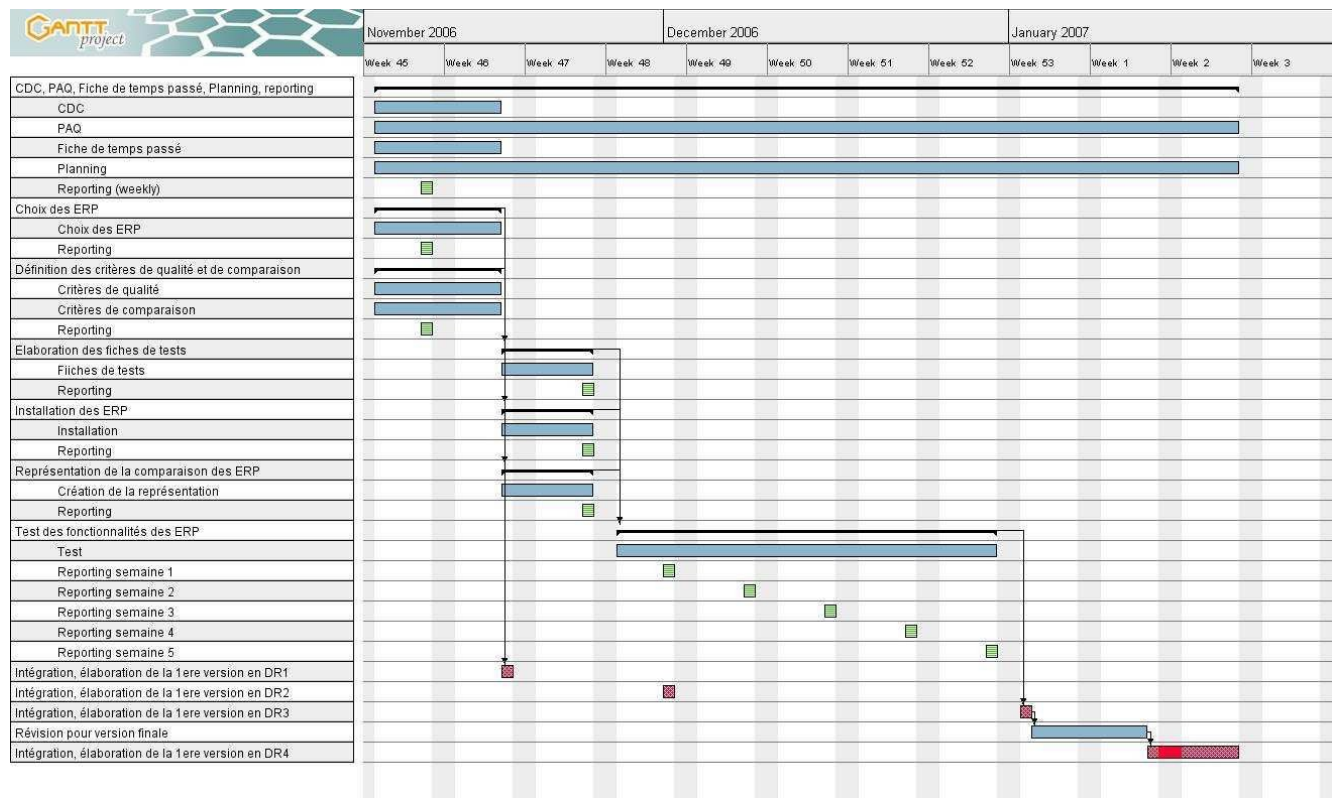 GANTT
project
November 2006
December 2006
January 2007
Week 45
Week 46
Week 47
Week 48
Week 49
Week 50
Week 51
Week 52
Week 53
Week 1
Week 2
Week 3
CDC, PAQ, Fiche de temps passé, Planning, reporting
CDC
PAQ
Fiche de temps passé
Planning
Reporting (weekly)
Choix des ERP
Choix des ERP
Reporting
Définition des critères de qualité et de comparaison
Critères de qualité
Critères de comparaison
Reporting
Elaboration des fiches de tests
Fiiches de tests
Reporting
Installation des ERP
Installation
Reporting
Représentation de la comparaison des ERP
Création de la représentation
Reporting
Test des fonctionnalités des ERP
Test
Reporting semaine 1
Reporting semaine 2
Reporting semaine 3
Reporting semaine 4
Reporting semaine 5
Intégration, élaboration de la 1ere version en DR1
Intégration, élaboration de la 1ere version en DR2
Intégration, élaboration de la 1ere version en DR3
Révision pour version finale
Intégration, élaboration de la 1ere version en DR4